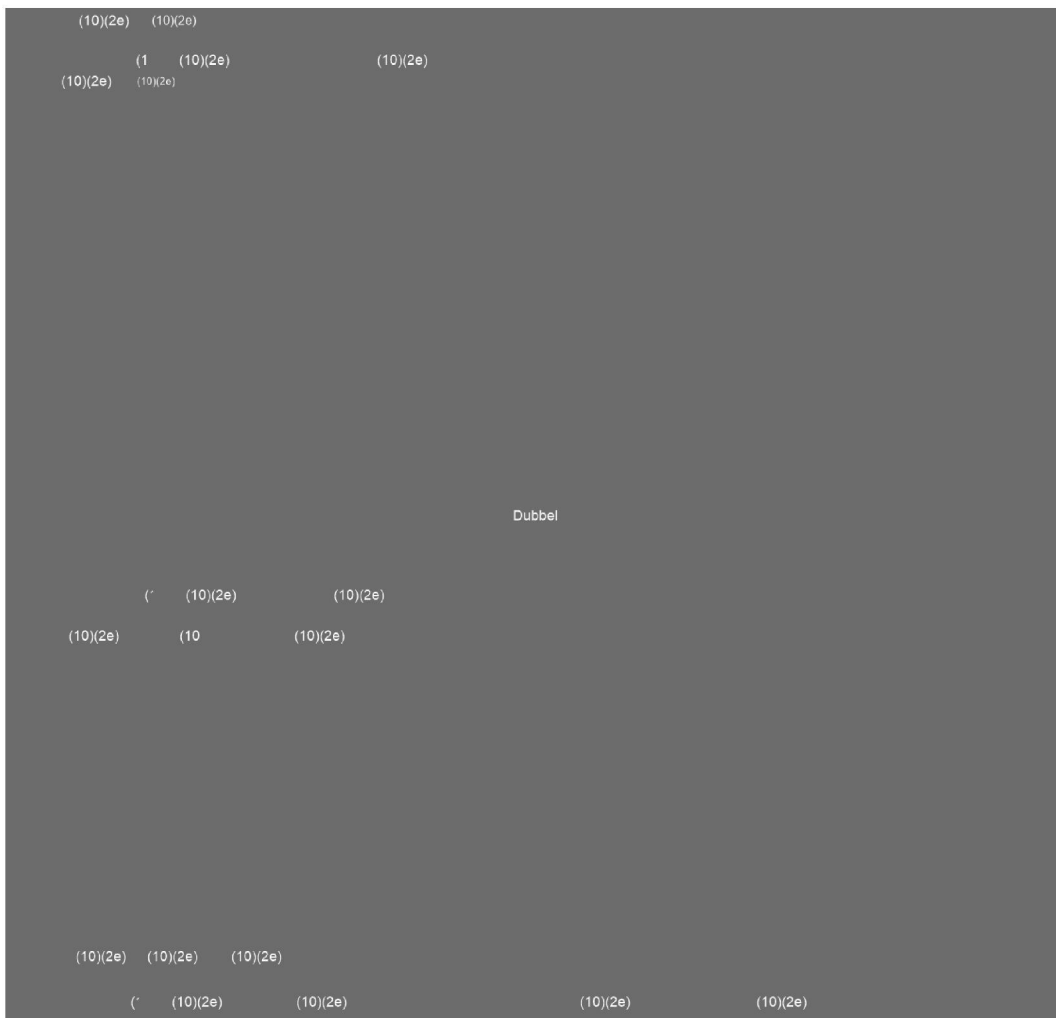 (10)(2e) (10)(2e)
(1 (10)(2e) (10)(2e)
(10)(2e) (10)(2e)
Dubbel
( (10)(2e) (10)(2e)
(10)(2e) (10 (10)(2e)
(10)(2e) (10)(2e) (10)(2e)
( (10)(2e) (10)(2e) (10)(2e) (10)(2e)